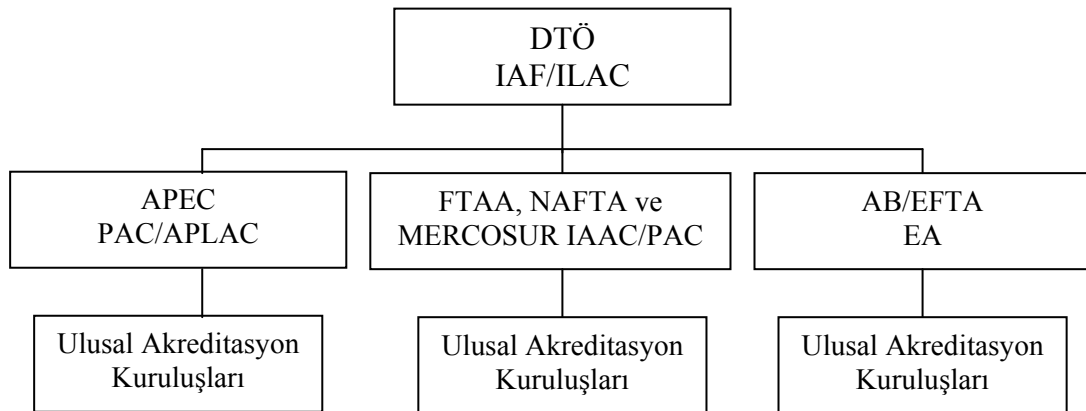 DTÖ
IAF/ILAC
APEC
PAC/APLAC
FTAA, NAFTA ve
MERCOSUR IAAC/PAC
AB/EFTA
EA
Ulusal Akreditasyon
Kuruluşları
Ulusal Akreditasyon
Kuruluşları
Ulusal Akreditasyon
Kuruluşları